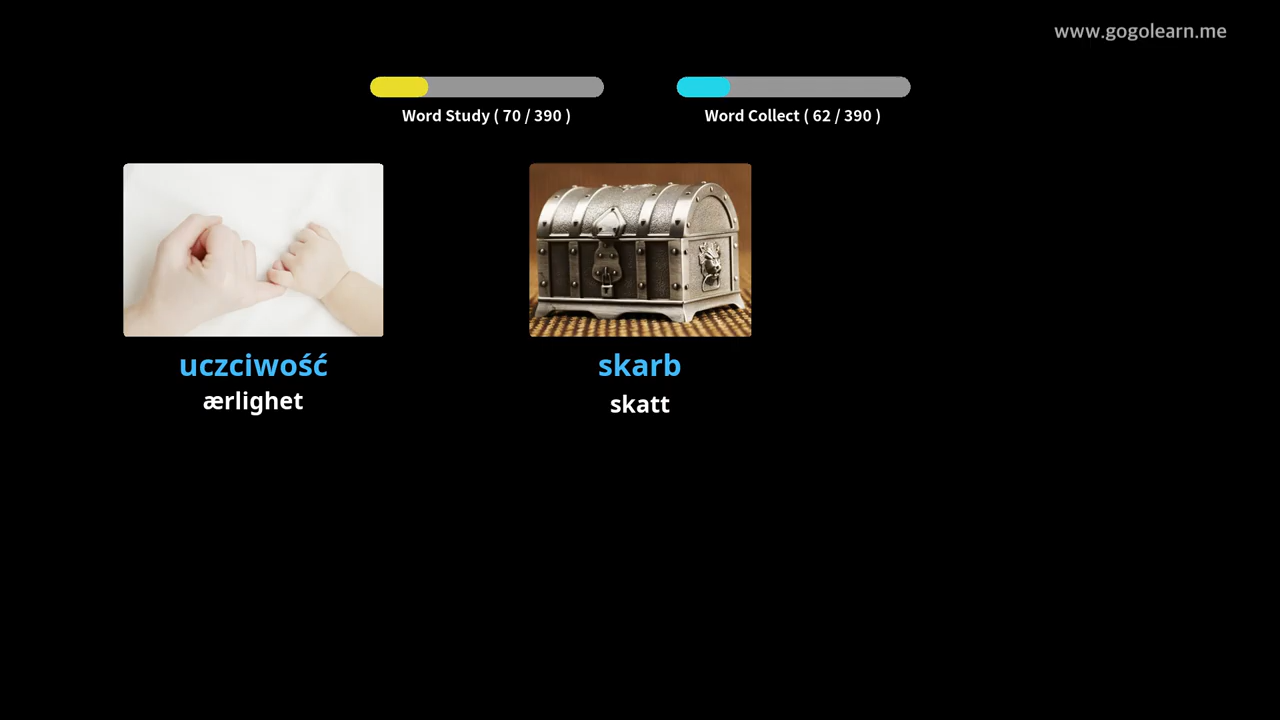 www.gogolearn.me
Word Study ( 70 / 390 )
Word Collect ( 62 / 390 )
uczciwość
ærlighet
skarb
skatt